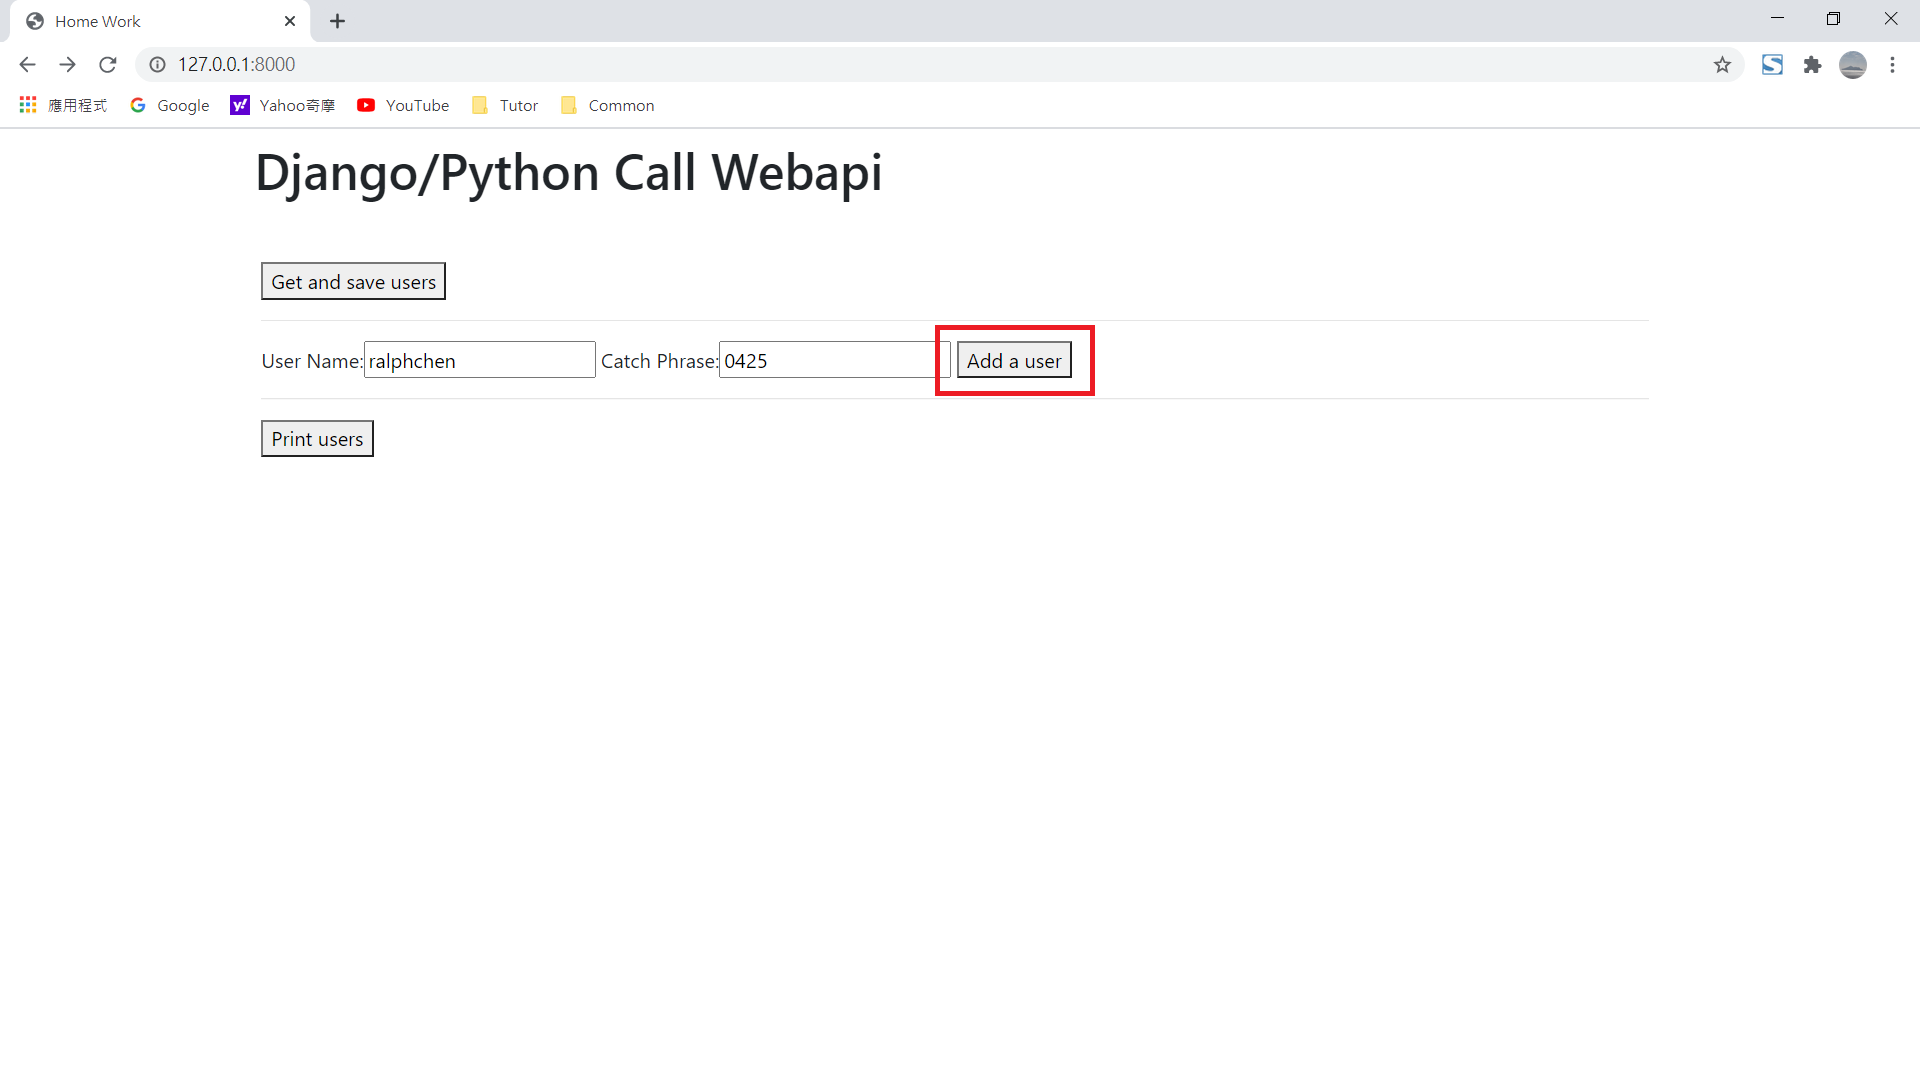 Home Work
127.0.0.1:8000
應用程式 Google Yahoo奇摩 YouTube Tutor Common
Django/Python Call Webapi
Get and save users
User Name: ralphchen Catch Phrase: 0425 Add a user
Print users